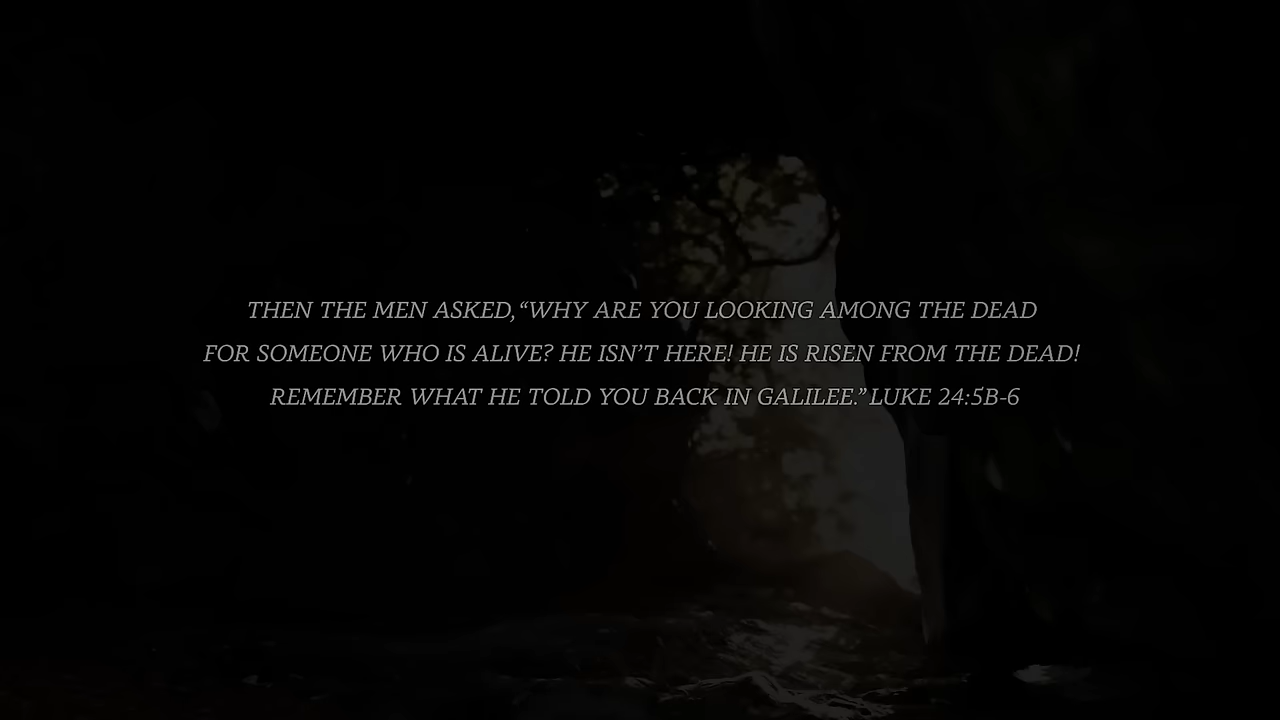 THEN THE MEN ASKED, “WHY ARE YOU LOOKING AMONG THE DEAD
FOR SOMEONE WHO IS ALIVE? HE ISN’T HERE! HE IS RISEN FROM THE DEAD!
REMEMBER WHAT HE TOLD YOU BACK IN GALILEE.” LUKE 24:5B-6